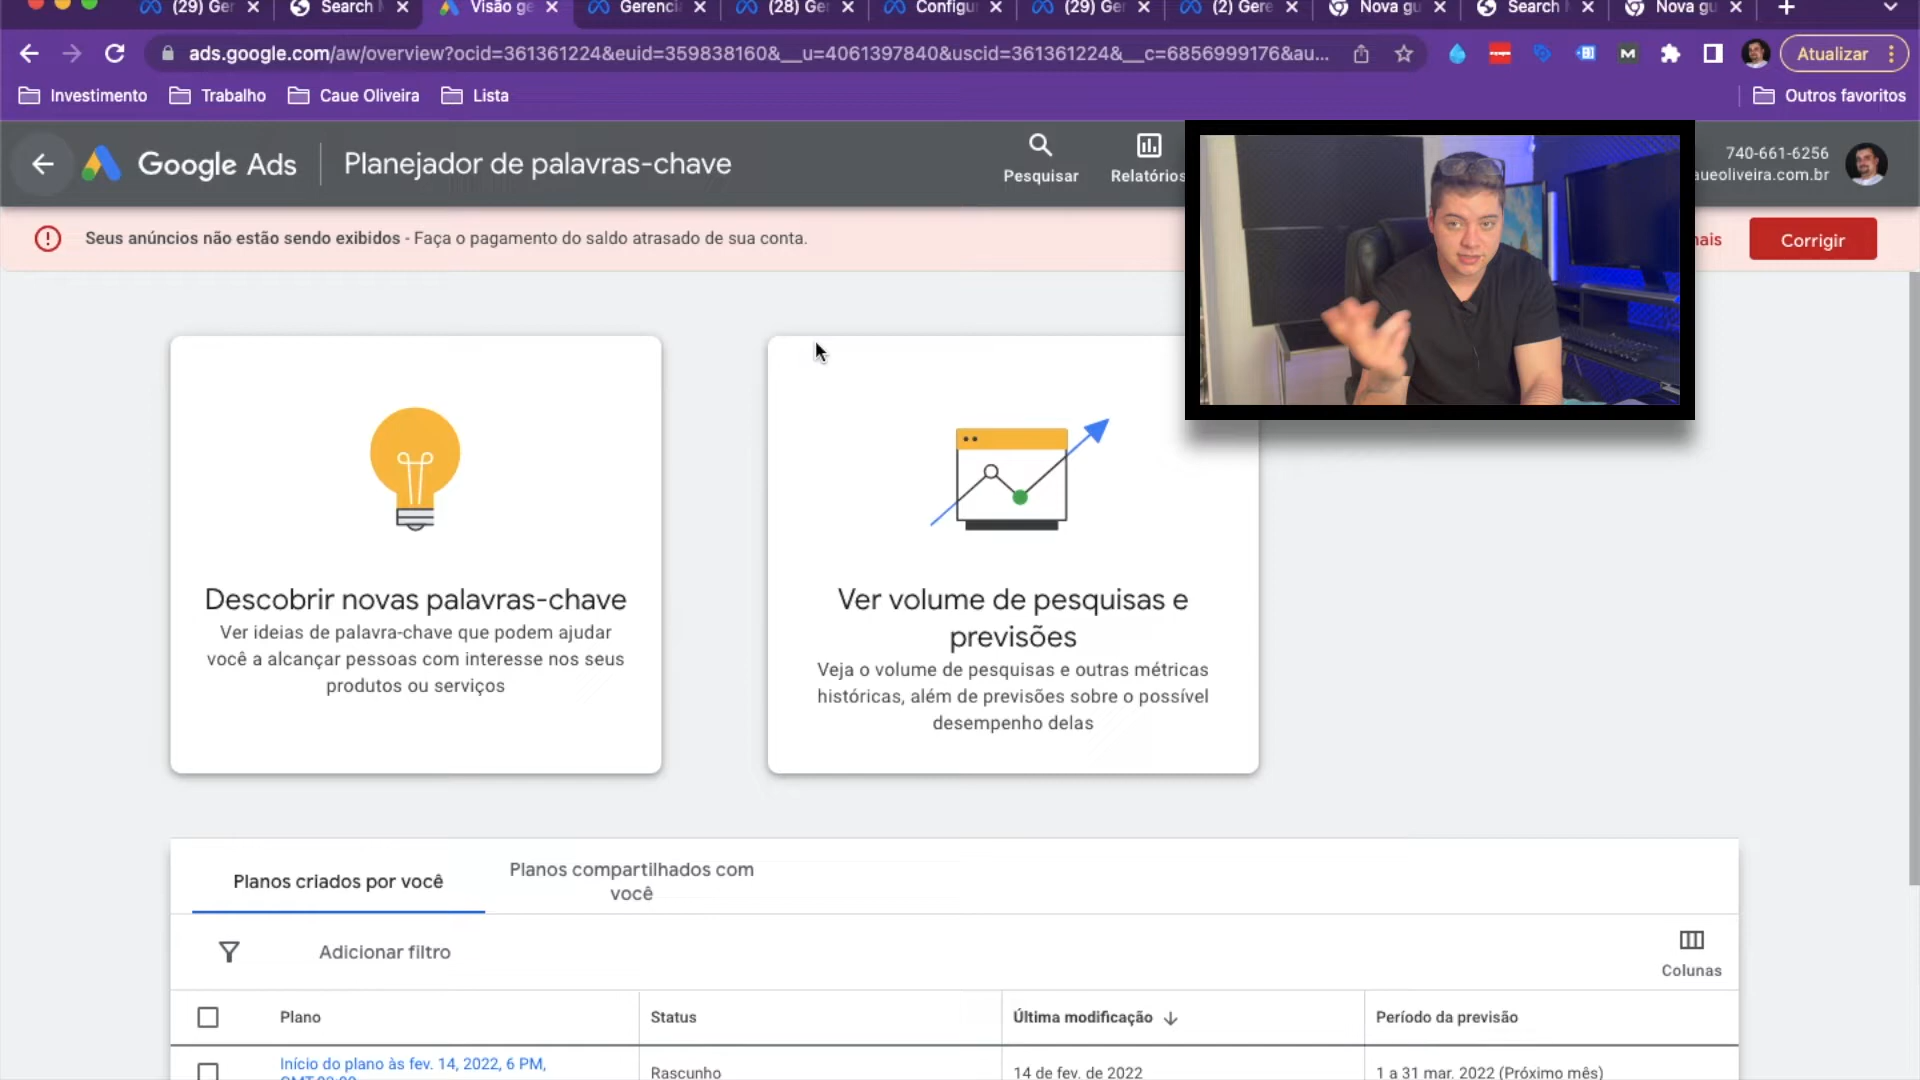 (29) Ger
Search
Visão ge
Gerenci
(28) Ge
Configu
(29) Ger
(2) Gere
Nova gu
Search
Nova gu
ads.google.com/aw/overview?ocid=361361224&euid=359838160&__u=4061397840&uscid=361361224&__c=6856999176&au...
Atualizar
Investimento
Trabalho
Caue Oliveira
Lista
Outros favoritos
Google Ads
Planejador de palavras-chave
Pesquisar
Relatórios
740-661-6256
aueoliveira.com.br
Seus anúncios não estão sendo exibidos - Faça o pagamento do saldo atrasado de sua conta.
nais
Corrigir
Descobrir novas palavras-chave
Ver ideias de palavra-chave que podem ajudar
você a alcançar pessoas com interesse nos seus
produtos ou serviços
Ver volume de pesquisas e
previsões
Veja o volume de pesquisas e outras métricas
históricas, além de previsões sobre o possível
desempenho delas
Planos criados por você
Planos compartilhados com
você
Adicionar filtro
Colunas
Plano
Status
Última modificação
Período da previsão
Início do plano às fev. 14, 2022, 6 PM,
Rascunho
14 de fev. de 2022
1 a 31 mar. 2022 (Próximo mês)